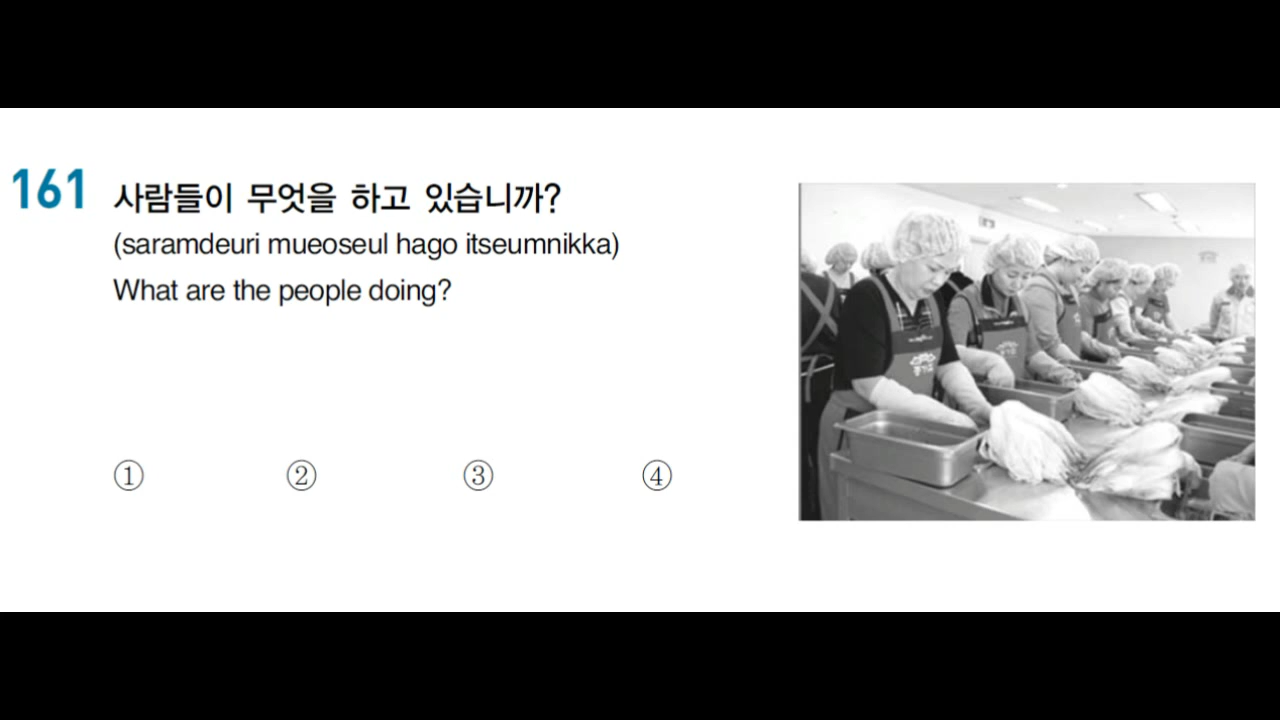 161 사람들이 무엇을 하고 있습니까?
(saramdeuri mueoseul hago itseumnikka)
What are the people doing?
① ② ③ ④